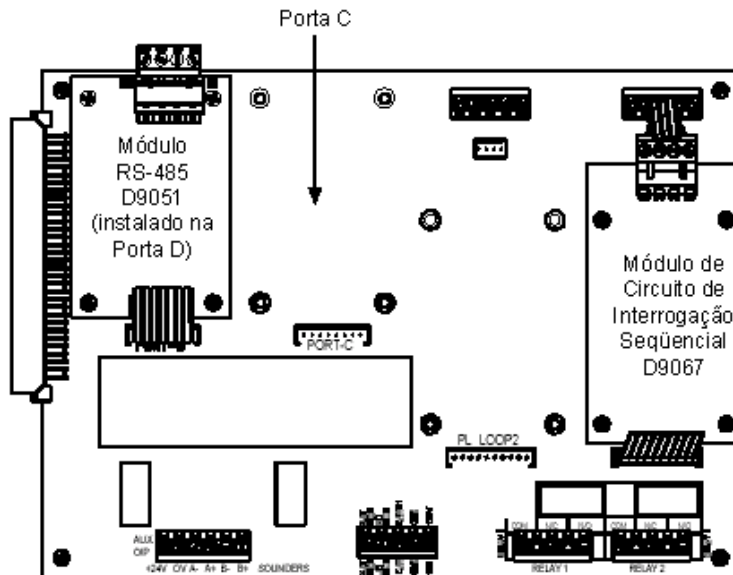 Porta C
Módulo
RS-485
D9051
(instalado na
Porta D)
Módulo de
Circuito de
Interrogação
Seqüencial
D9067
PORT-C
PL LOOP2
AUX
O/P
+24V OV A- A+ B- B+ SOUNDERS
COM N/C N/O COM N/C N/O
RELAY 1 RELAY 2